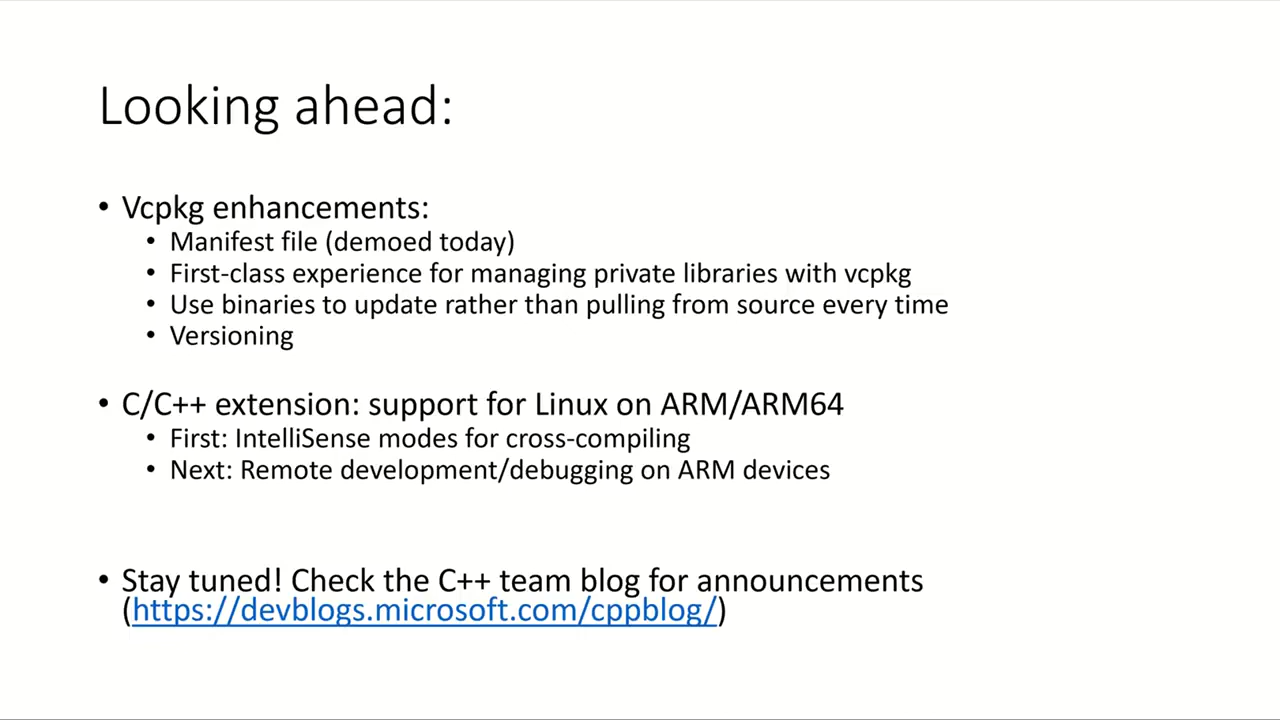 Looking ahead:
• Vcpkg enhancements:
• Manifest file (demoed today)
• First-class experience for managing private libraries with vcpkg
• Use binaries to update rather than pulling from source every time
• Versioning
• C/C++ extension: support for Linux on ARM/ARM64
• First: IntelliSense modes for cross-compiling
• Next: Remote development/debugging on ARM devices
• Stay tuned! Check the C++ team blog for announcements
(https://devblogs.microsoft.com/cppblog/)